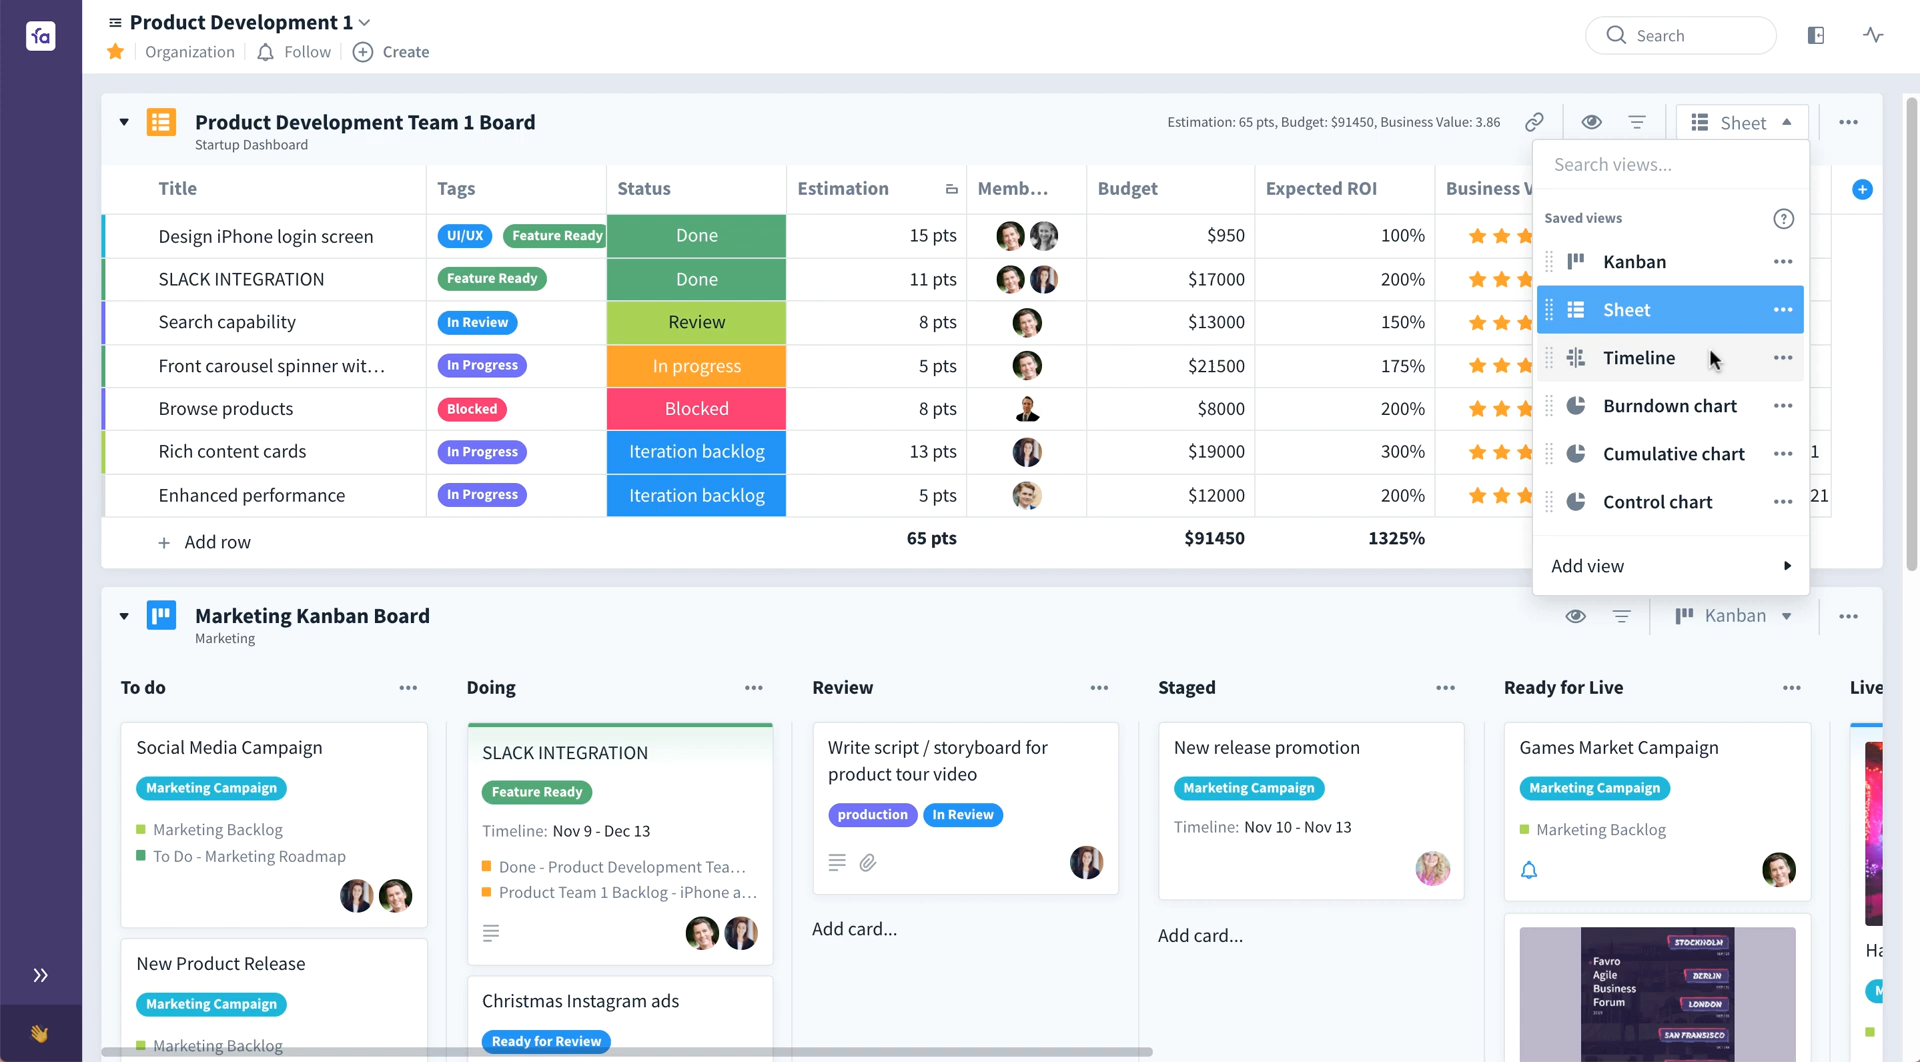 fa
Product Development 1
Organization
Follow
Create
Search
Product Development Team 1 Board
Startup Dashboard
Estimation: 65 pts, Budget: $91450, Business Value: 3.86
Sheet
Title Tags Status Estimation Memb... Budget Expected ROI Business V
Design iPhone login screen UI/UX Feature Ready Done 15 pts $950 100%
SLACK INTEGRATION Feature Ready Done 11 pts $17000 200%
Search capability In Review Review 8 pts $13000 150%
Front carousel spinner wit... In Progress In progress 5 pts $21500 175%
Browse products Blocked Blocked 8 pts $8000 200%
Rich content cards In Progress Iteration backlog 13 pts $19000 300% 1
Enhanced performance In Progress Iteration backlog 5 pts $12000 200% 21
+ Add row 65 pts $91450 1325%
Search views...
Saved views ?
Kanban
Sheet
Timeline
Burndown chart
Cumulative chart
Control chart
Add view
Marketing Kanban Board
Marketing
Kanban
To do
Social Media Campaign
Marketing Campaign
Marketing Backlog
To Do - Marketing Roadmap
New Product Release
Marketing Campaign
Marketing Backlog
Doing
SLACK INTEGRATION
Feature Ready
Timeline: Nov 9 - Dec 13
Done - Product Development Tea...
Product Team 1 Backlog - iPhone a...
Christmas Instagram ads
Ready for Review
Review
Write script / storyboard for
product tour video
production In Review
Add card...
Staged
New release promotion
Marketing Campaign
Timeline: Nov 10 - Nov 13
Add card...
Ready for Live
Games Market Campaign
Marketing Campaign
Marketing Backlog
Favro
Agile
Business
Forum
STOCKHOLM
BERLIN
LONDON
SAN FRANSISCO
Live
Ha
M